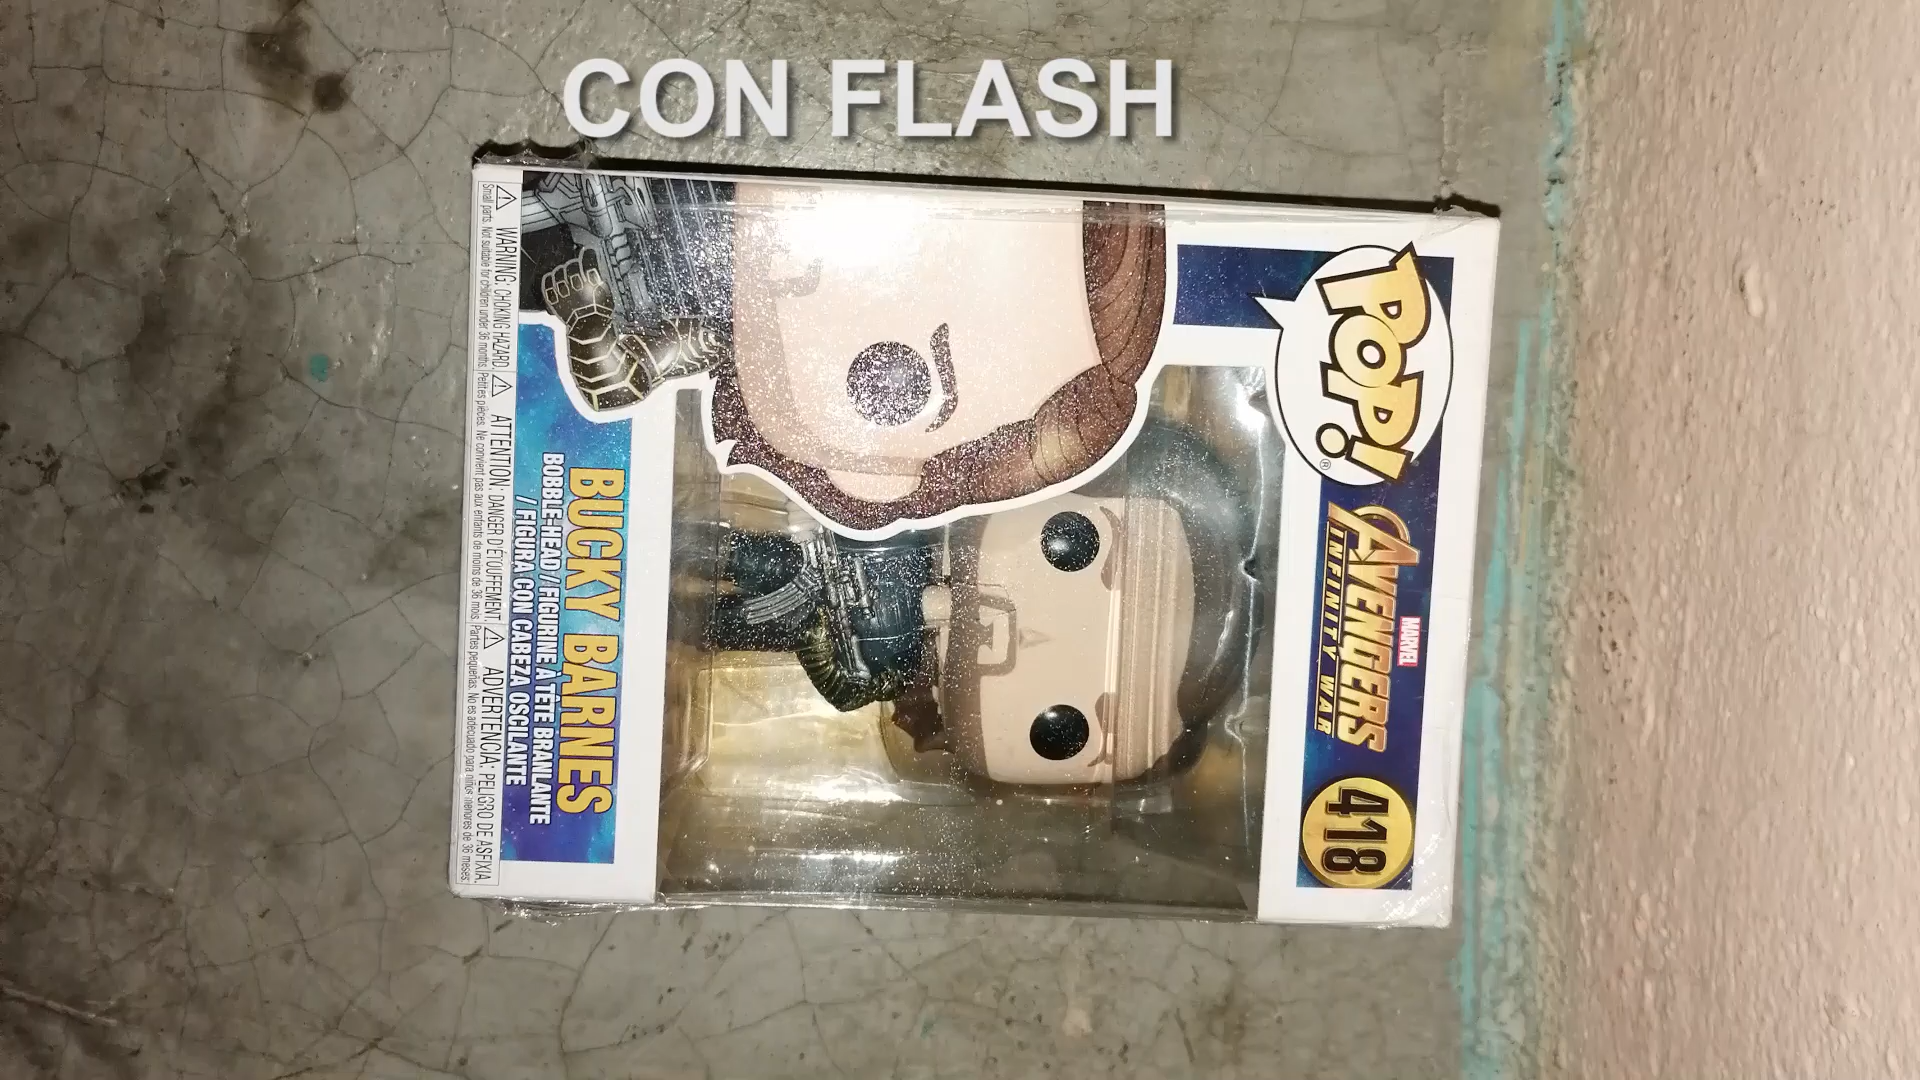 CON FLASH
POP!
®
MARVEL
AVENGERS
INFINITY WAR
418
BUCKY BARNES
BOBBLE-HEAD / FIGURINE À TÊTE BRANLANTE
/ FIGURA CON CABEZA OSCILANTE
WARNING: CHOKING HAZARD. ATTENTION: DANGER D'ÉTOUFFEMENT. ADVERTENCIA: PELIGRO DE ASFIXIA.
Small parts. Not suitable for children under 36 months. Petites pièces. Ne convient pas aux enfants de moins de 36 mois. Partes pequeñas. No es adecuado para niños menores de 36 meses.